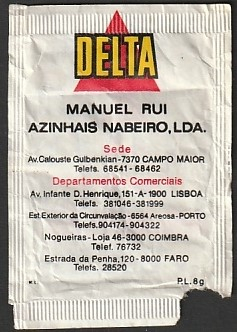 DELTA
MANUEL RUI
AZINHAIS NABEIRO, LDA.
Sede
Av. Calouste Gulbenkian-7370 CAMPO MAIOR
Telefs. 68541-68462
Departamentos Comerciais
Av. Infante D. Henrique, 151-A-1900 LISBOA
Telefs. 381046-381999
Est. Exterior da Circunvalação-6564 Areosa-PORTO
Telefs. 904174-904322
Nogueiras-Loja 46-3000 COIMBRA
Telef. 76732
Estrada da Penha, 120-8000 FARO
Telefs. 28520
M.I.
P.L. 8g